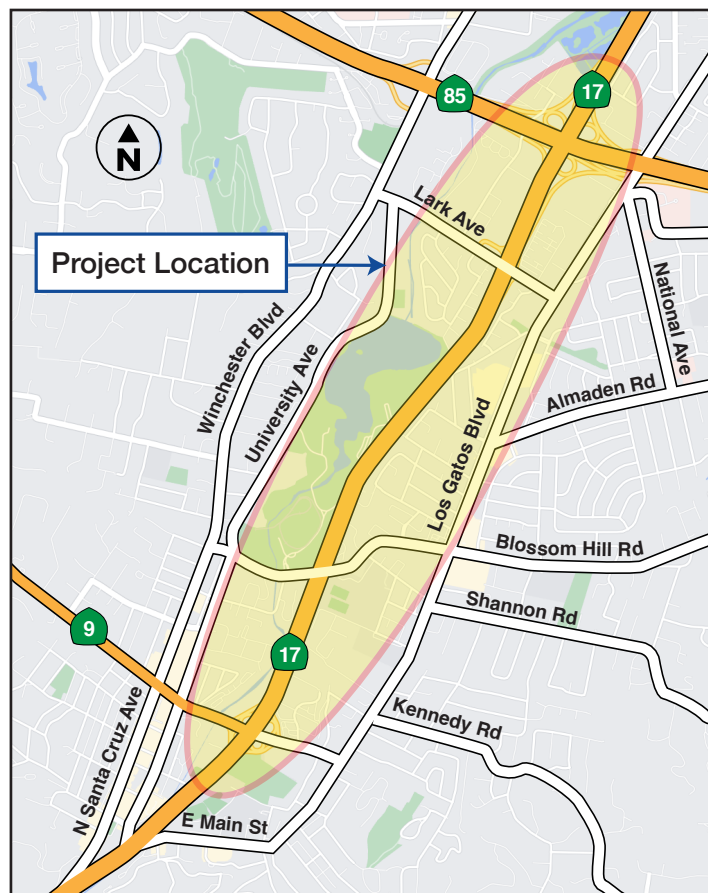 17
85
N
Lark Ave
Project Location
National Ave
Winchester Blvd
University Ave
Almaden Rd
Los Gatos Blvd
Blossom Hill Rd
Shannon Rd
9
17
Kennedy Rd
N Santa Cruz Ave
E Main St